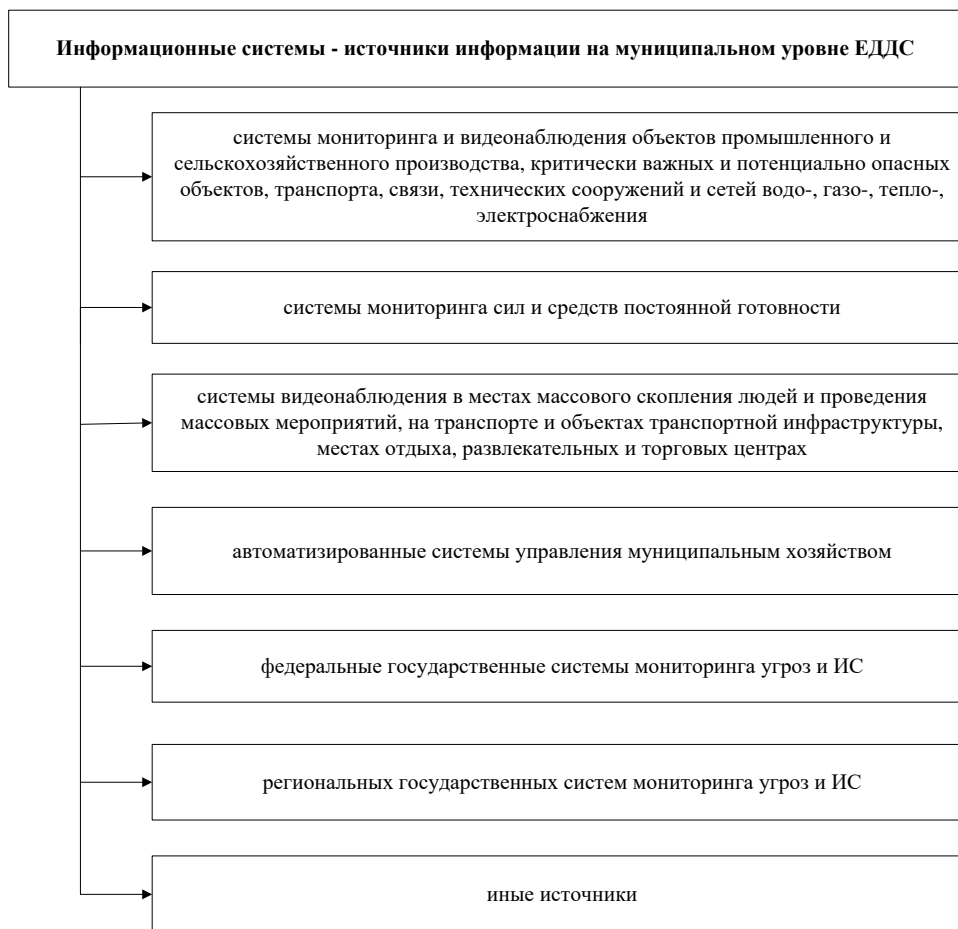 Информационные системы - источники информации на муниципальном уровне ЕДДС
системы мониторинга и видеонаблюдения объектов промышленного и
сельскохозяйственного производства, критически важных и потенциально опасных
объектов, транспорта, связи, технических сооружений и сетей водо-, газо-, тепло-,
электроснабжения
системы мониторинга сил и средств постоянной готовности
системы видеонаблюдения в местах массового скопления людей и проведения
массовых мероприятий, на транспорте и объектах транспортной инфраструктуры,
местах отдыха, развлекательных и торговых центрах
автоматизированные системы управления муниципальным хозяйством
федеральные государственные системы мониторинга угроз и ИС
региональных государственных систем мониторинга угроз и ИС
иные источники